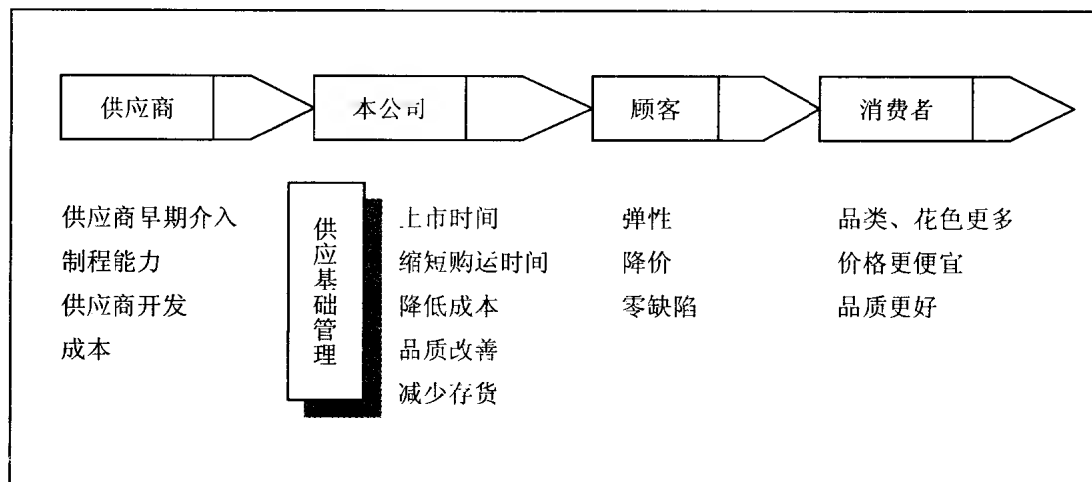 供应商
本公司
顾客
消费者
供应商早期介入
制程能力
供应商开发
成本
供应基础管理
上市时间
缩短购运时间
降低成本
品质改善
减少存货
弹性
降价
零缺陷
品类、花色更多
价格更便宜
品质更好